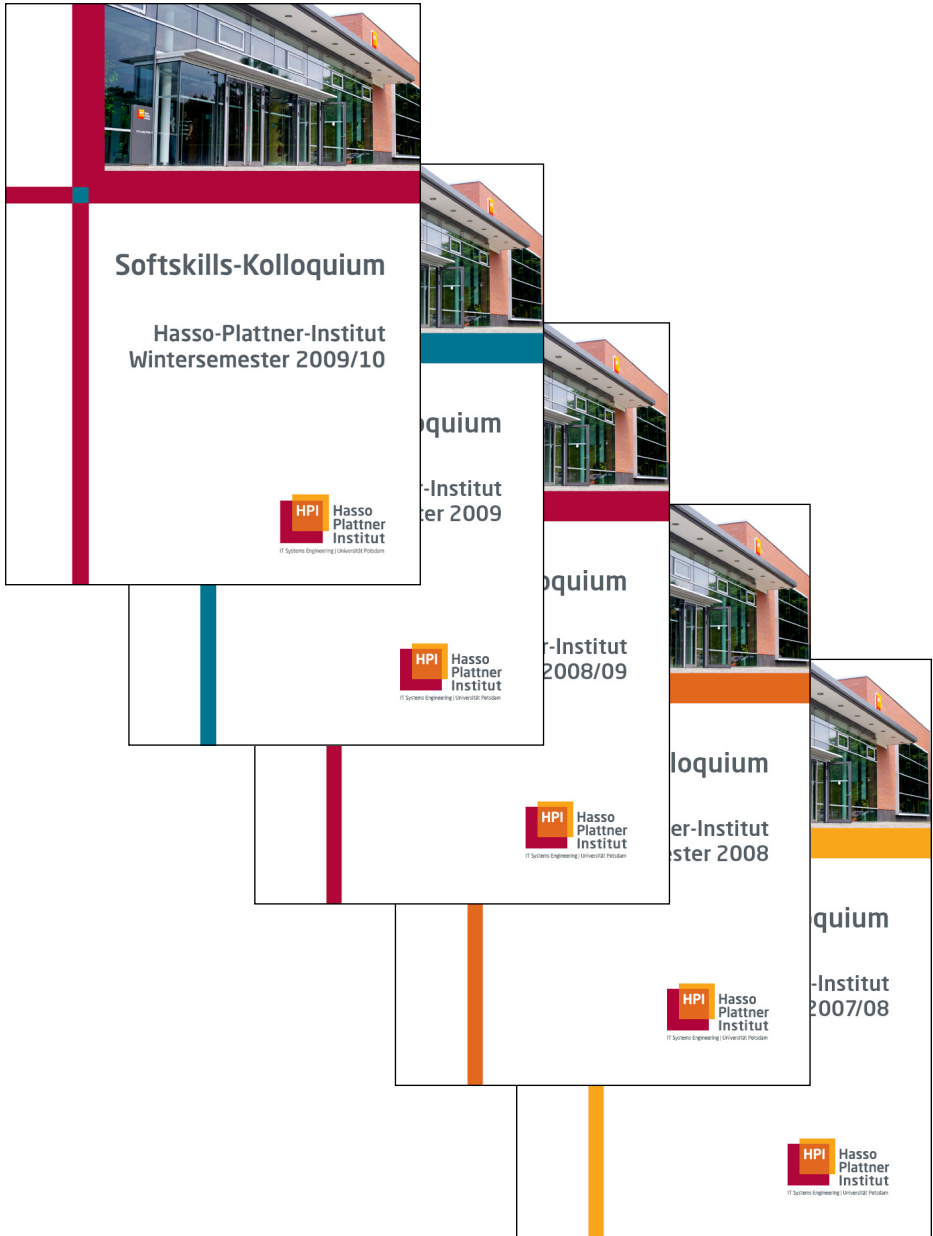 Softskills-Kolloquium
Hasso-Plattner-Institut
Wintersemester 2009/10
HPI
Hasso
Plattner
Institut
IT Systems Engineering | Universität Potsdam
oquium
r-Institut
ter 2009
HPI
Hasso
Plattner
Institut
IT Systems Engineering | Universität Potsdam
oquium
r-Institut
2008/09
HPI
Hasso
Plattner
Institut
IT Systems Engineering | Universität Potsdam
loquium
er-Institut
ester 2008
HPI
Hasso
Plattner
Institut
IT Systems Engineering | Universität Potsdam
quium
-Institut
2007/08
HPI
Hasso
Plattner
Institut
IT Systems Engineering | Universität Potsdam